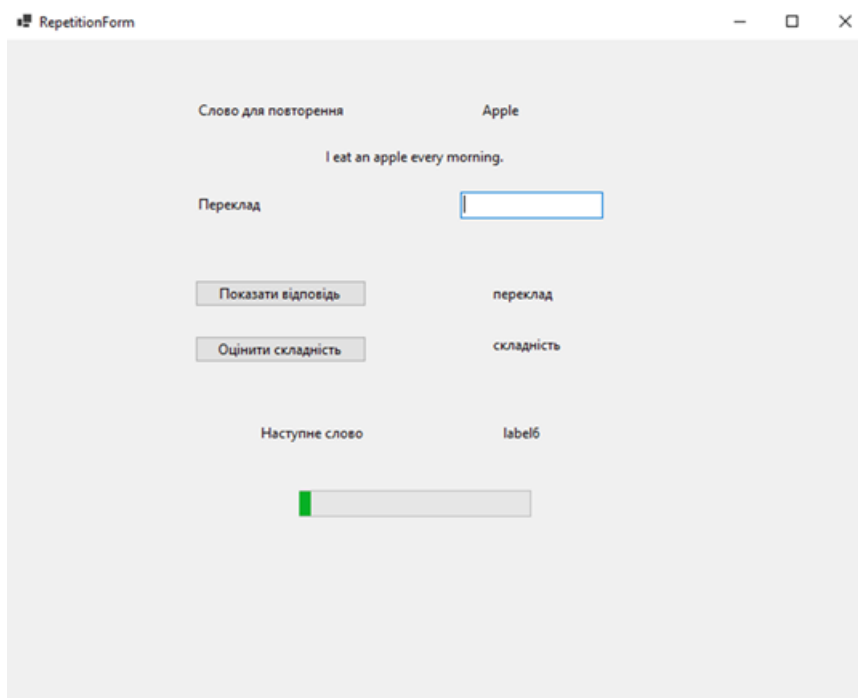 RepetitionForm
Слово для повторення Apple
I eat an apple every morning.
Переклад
Показати відповідь переклад
Оцінити складність складність
Наступне слово label6